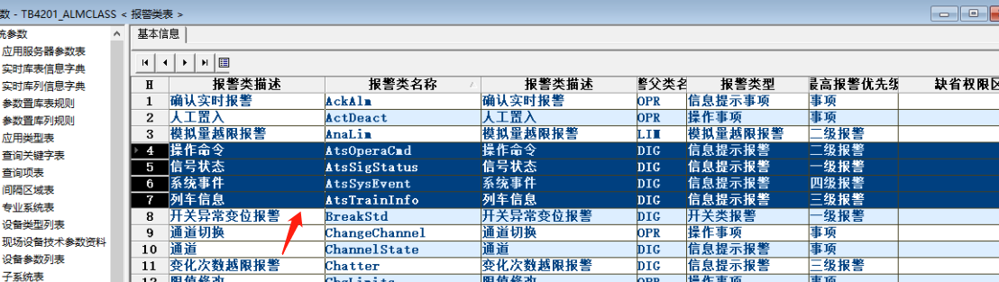 数 - TB4201_ALMCLASS < 报警类表 >
统参数
应用服务器参数表
实时库表信息字典
实时库列信息字典
参数置库表规则
参数置库列规则
应用类型表
查询关键字表
查询项表
间隔区域表
专业系统表
设备类型列表
现场设备技术参数资料
设备参数列表
子系统表
基本信息
H 报警类描述 报警类名称 报警类描述 警父类名 报警类型 最高报警优先级 缺省权限区
1 确认实时报警 AckAlm 确认实时报警 OPR 信息提示事项 事项
2 人工置入 ActDeact 人工置入 OPR 操作事项 事项
3 模拟量越限报警 AnaLim 模拟量越限报警 LIM 模拟量越限报警 二级报警
4 操作命令 AtsOperaCmd 操作命令 DIG 信息提示报警 二级报警
5 信号状态 AtsSigStatus 信号状态 DIG 信息提示报警 一级报警
6 系统事件 AtsSysEvent 系统事件 DIG 信息提示报警 四级报警
7 列车信息 AtsTrainInfo 列车信息 DIG 信息提示报警 三级报警
8 开关异常变位报警 BreakStd 开关异常变位报警 DIG 开关类报警 一级报警
9 通道切换 ChangeChannel 通道切换 OPR 操作事项 事项
10 通道 ChannelState 通道 DIG 信息提示报警 事项
11 变化次数越限报警 Chatter 变化次数越限报警 DIG 信息提示报警 三级报警